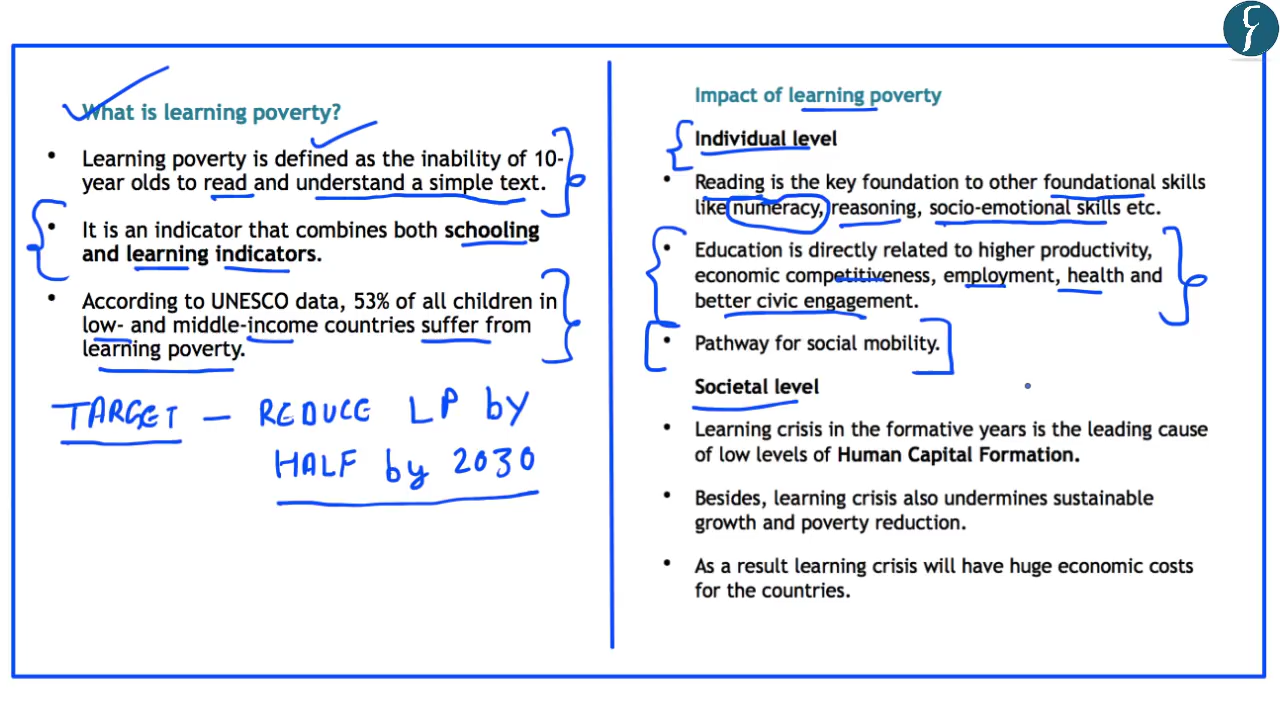 What is learning poverty?
• Learning poverty is defined as the inability of 10-
year olds to read and understand a simple text.
• It is an indicator that combines both schooling
and learning indicators.
• According to UNESCO data, 53% of all children in
low- and middle-income countries suffer from
learning poverty.
TARGET – REDUCE LP by
HALF by 2030
Impact of learning poverty
Individual level
• Reading is the key foundation to other foundational skills
like numeracy, reasoning, socio-emotional skills etc.
• Education is directly related to higher productivity,
economic competitiveness, employment, health and
better civic engagement.
• Pathway for social mobility.
Societal level
• Learning crisis in the formative years is the leading cause
of low levels of Human Capital Formation.
• Besides, learning crisis also undermines sustainable
growth and poverty reduction.
• As a result learning crisis will have huge economic costs
for the countries.